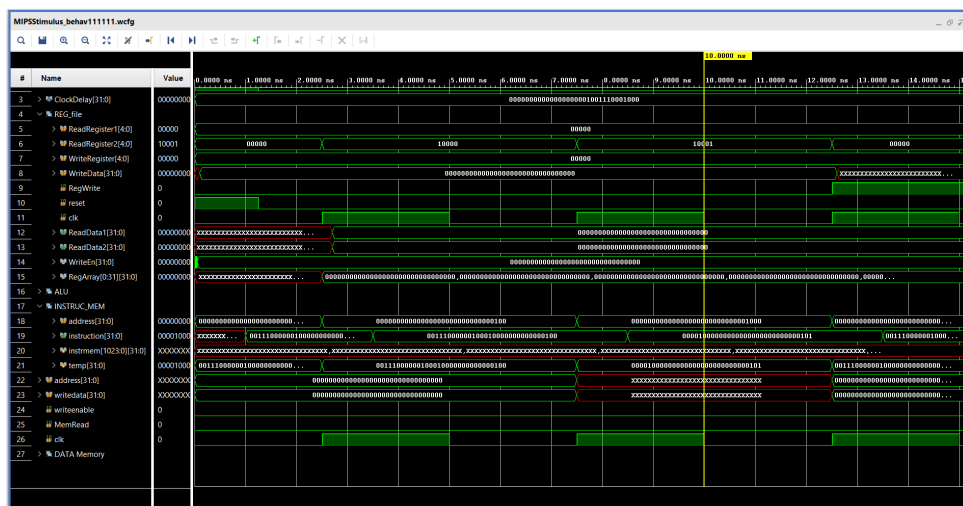 MIPSStimulus_behav111111.wcfg
10.0000 ns
# Name Value 0.0000 ns 1.0000 ns 2.0000 ns 3.0000 ns 4.0000 ns 5.0000 ns 6.0000 ns 7.0000 ns 8.0000 ns 9.0000 ns 10.0000 ns 11.0000 ns 12.0000 ns 13.0000 ns 14.0000 ns
3 ClockDelay[31:0] 00000000 00000000000000000001001110001000
4 REG_file
5 ReadRegister1[4:0] 00000 00000
6 ReadRegister2[4:0] 10001 00000 10000 10001 00000
7 WriteRegister[4:0] 00000 00000
8 WriteData[31:0] 00000000 00000000000000000000000000000000
9 RegWrite 0
10 reset 0
11 clk 0
12 ReadData1[31:0] 00000000 00000000000000000000000000000000
13 ReadData2[31:0] 00000000 00000000000000000000000000000000
14 WriteEn[31:0] 00000000 00000000000000000000000000000000
15 RegArray[0:31][31:0] 00000000
16 ALU
17 INSTRUC_MEM
18 address[31:0] 00000000 00000000000000000000000000000100 00000000000000000000000000001000
19 instruction[31:0] 00001000
20 instrmem[1023:0][31:0] XXXXXXX
21 temp[31:0] 00001000
22 address[31:0] XXXXXXX 00000000000000000000000000000000 XXXXXXXXXXXXXXXXXXXXXXXXXXXXXXXX
23 writedata[31:0] XXXXXXX 00000000000000000000000000000000 XXXXXXXXXXXXXXXXXXXXXXXXXXXXXXXX
24 writeenable 0
25 MemRead 0
26 clk 0
27 DATA Memory